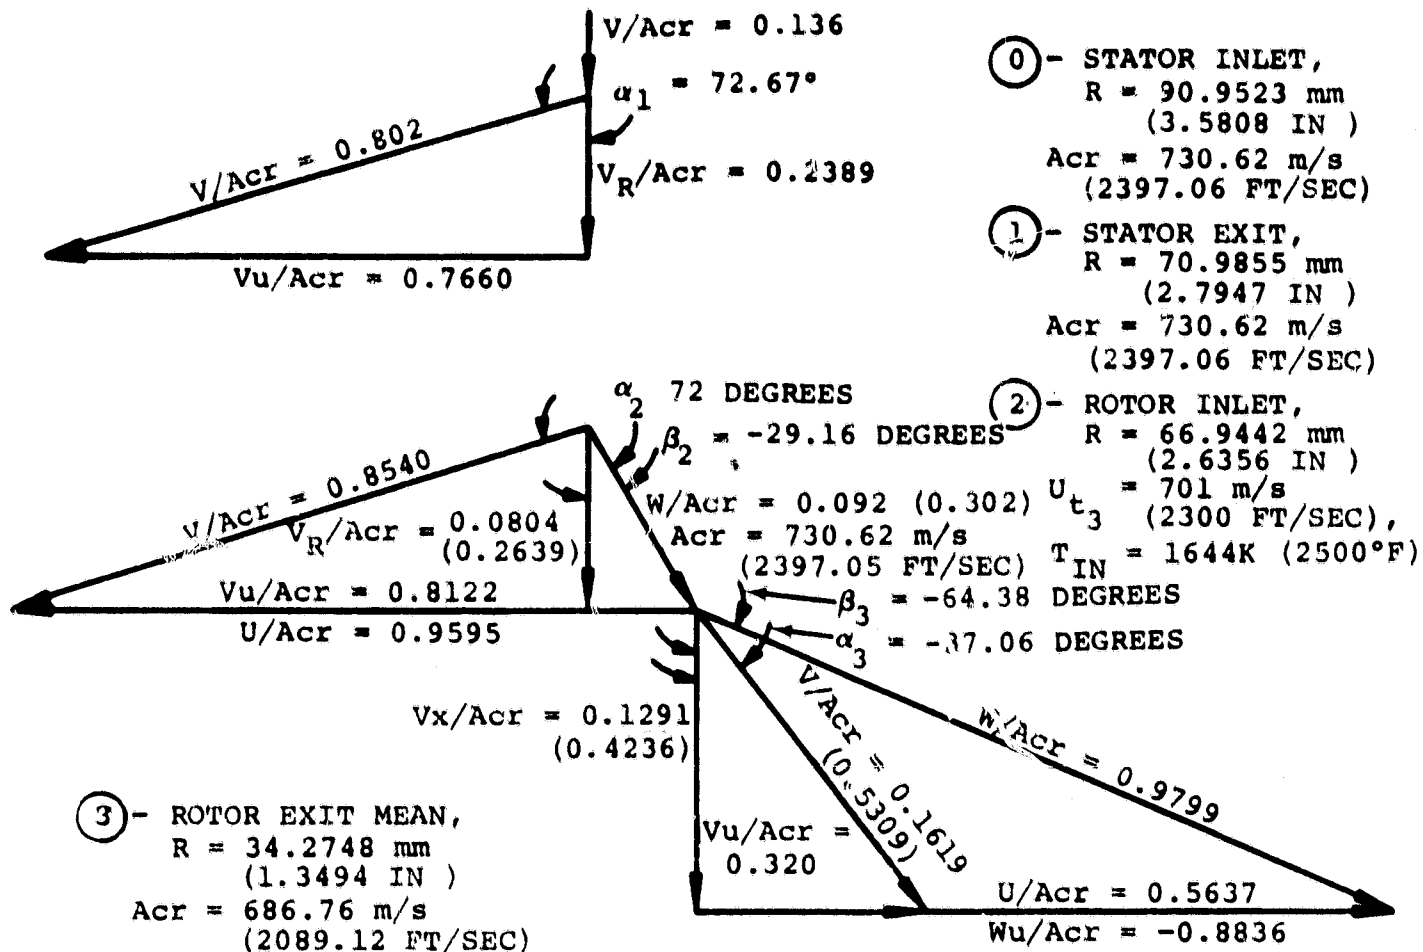 V/Acr = 0.136
α1 = 72.67°
V/Acr = 0.802
VR/Acr = 0.2389
Vu/Acr = 0.7660
0 - STATOR INLET,
R = 90.9523 mm
(3.5808 IN )
Acr = 730.62 m/s
(2397.06 FT/SEC)
1 - STATOR EXIT,
R = 70.9855 mm
(2.7947 IN )
Acr = 730.62 m/s
(2397.06 FT/SEC)
2 - ROTOR INLET,
R = 66.9442 mm
(2.6356 IN )
Ut3 = 701 m/s
(2300 FT/SEC),
TIN = 1644K (2500°F)
α2 72 DEGREES
β2 = -29.16 DEGREES
V/Acr = 0.8540
VR/Acr = 0.0804
(0.2639)
W/Acr = 0.092 (0.302)
Acr = 730.62 m/s
(2397.05 FT/SEC)
Vu/Acr = 0.8122
U/Acr = 0.9595
β3 = -64.38 DEGREES
α3 = -37.06 DEGREES
Vx/Acr = 0.1291
(0.4236)
V/Acr = 0.1619
(0.5309)
W/Acr = 0.9799
Vu/Acr =
0.320
U/Acr = 0.5637
Wu/Acr = -0.8836
3 - ROTOR EXIT MEAN,
R = 34.2748 mm
(1.3494 IN )
Acr = 686.76 m/s
(2089.12 FT/SEC)